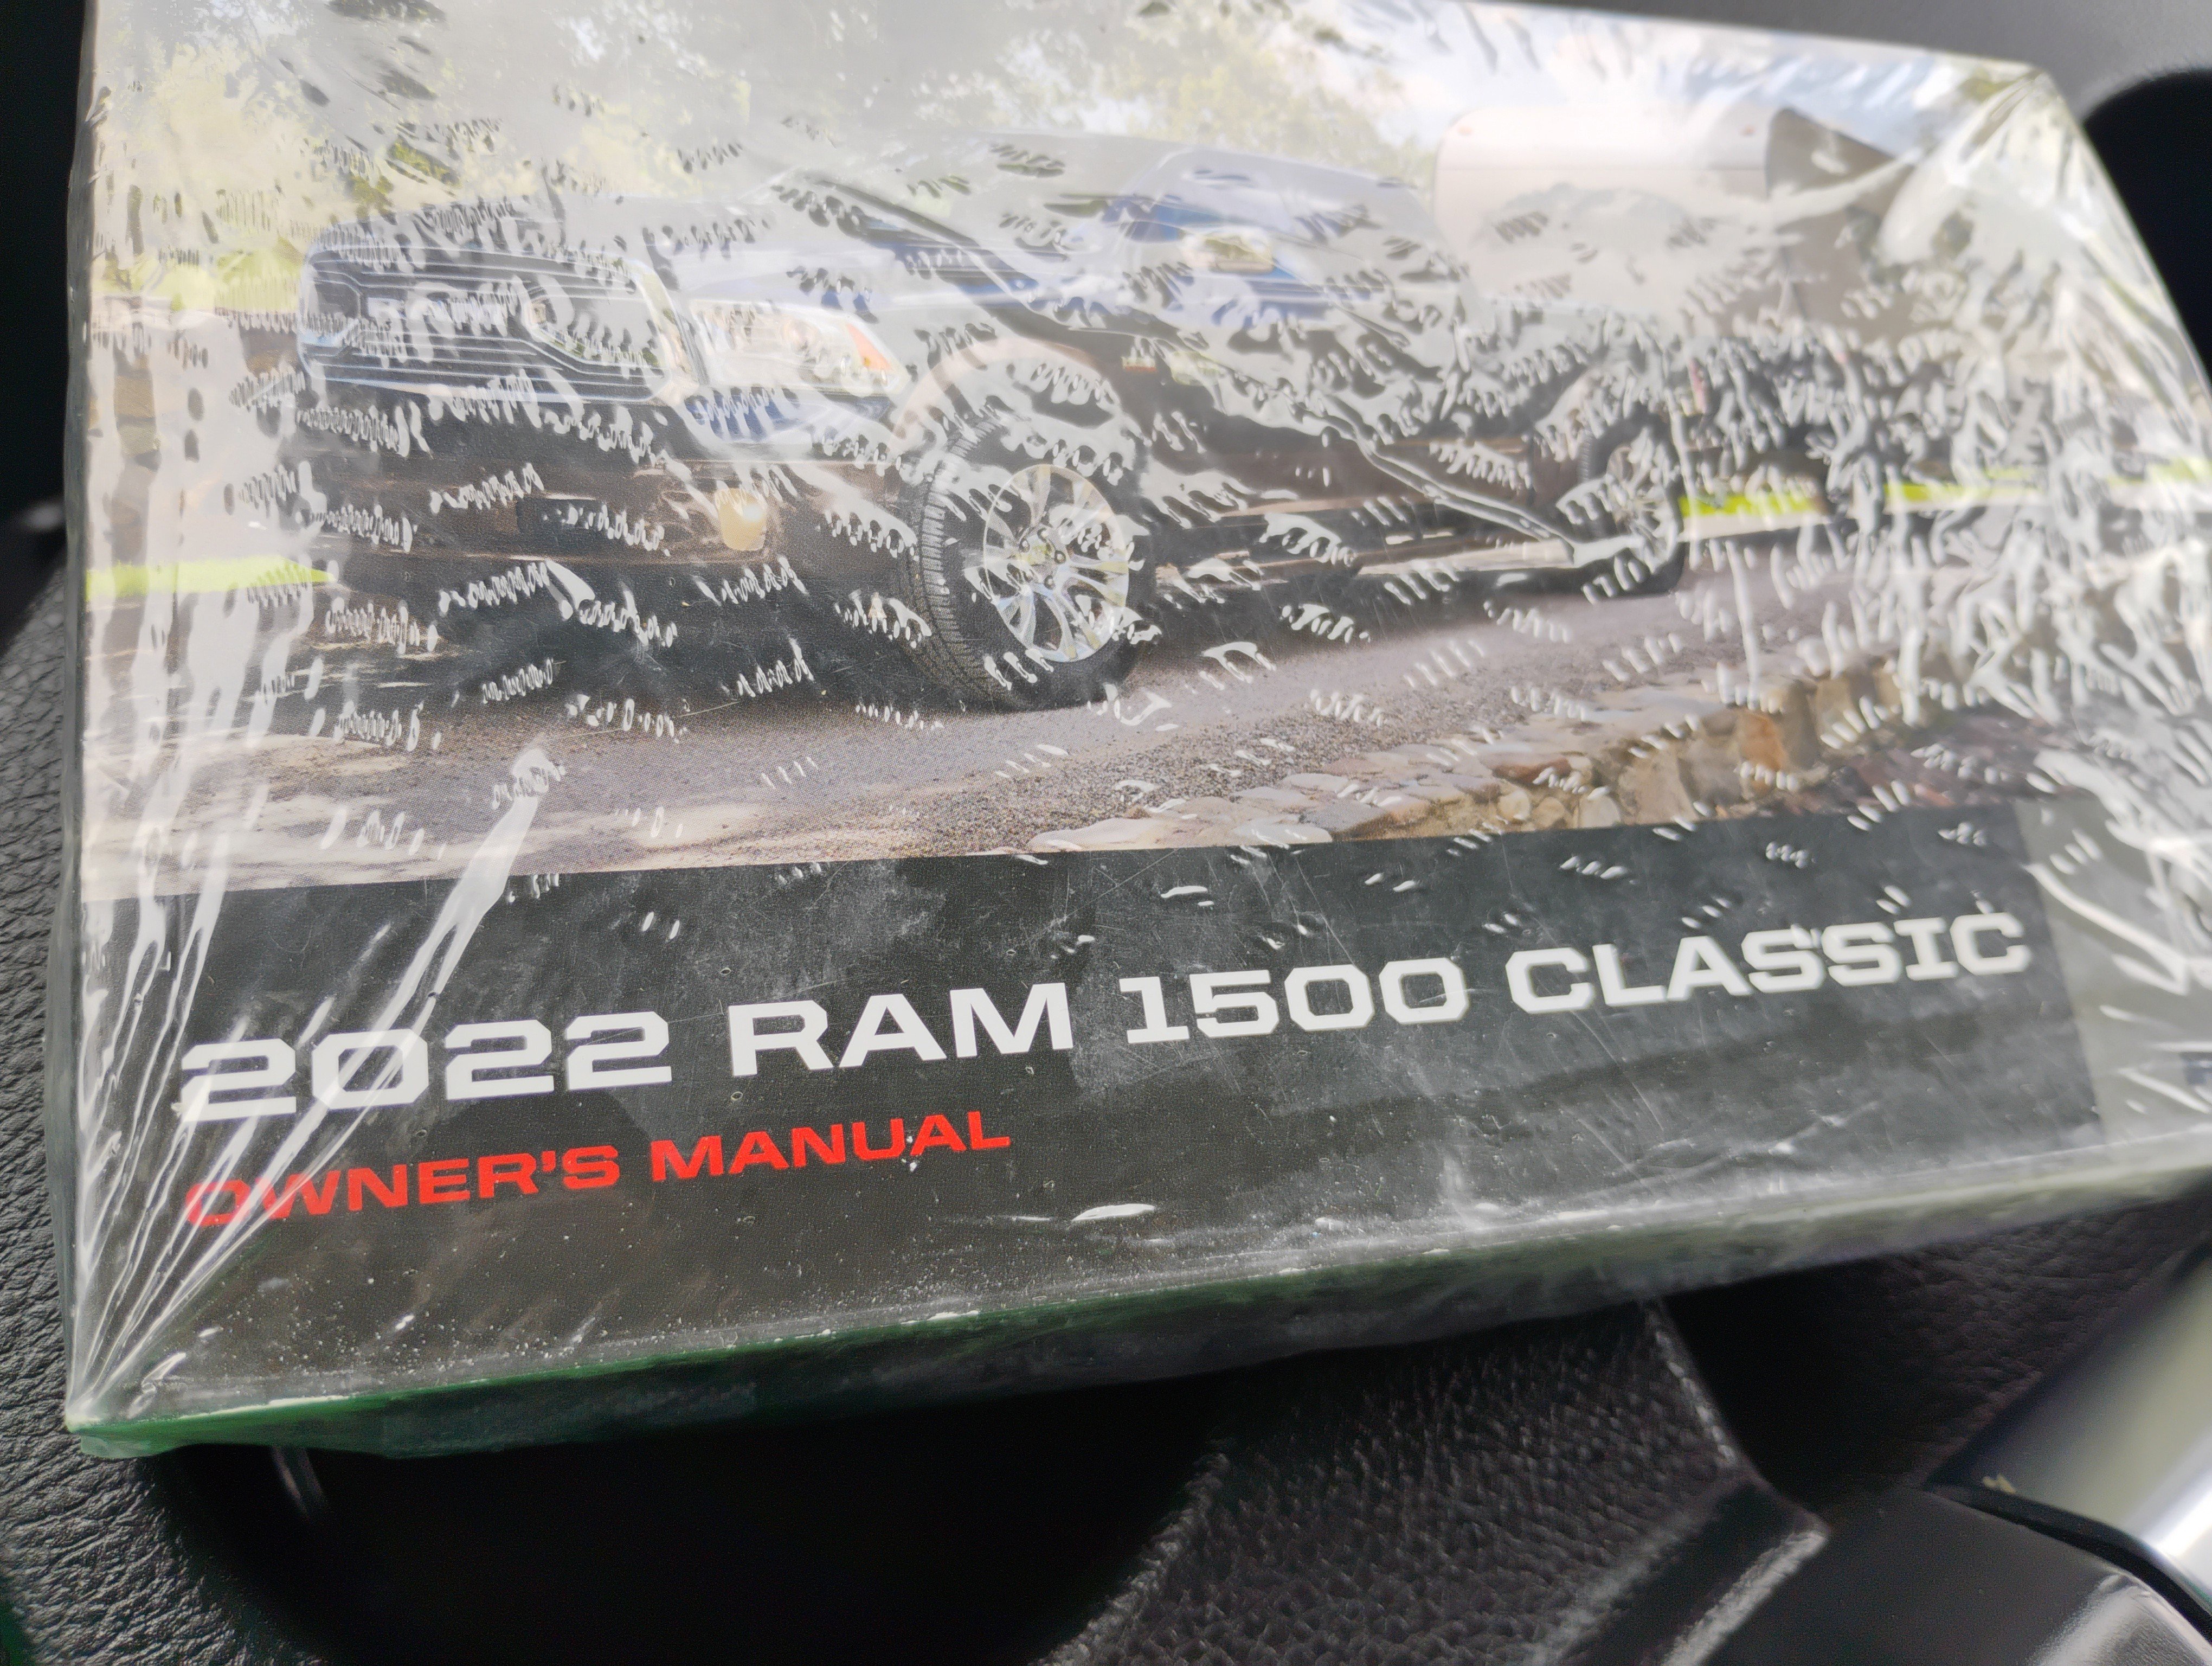 2022 RAM 1500 CLASSIC
OWNER'S MANUAL